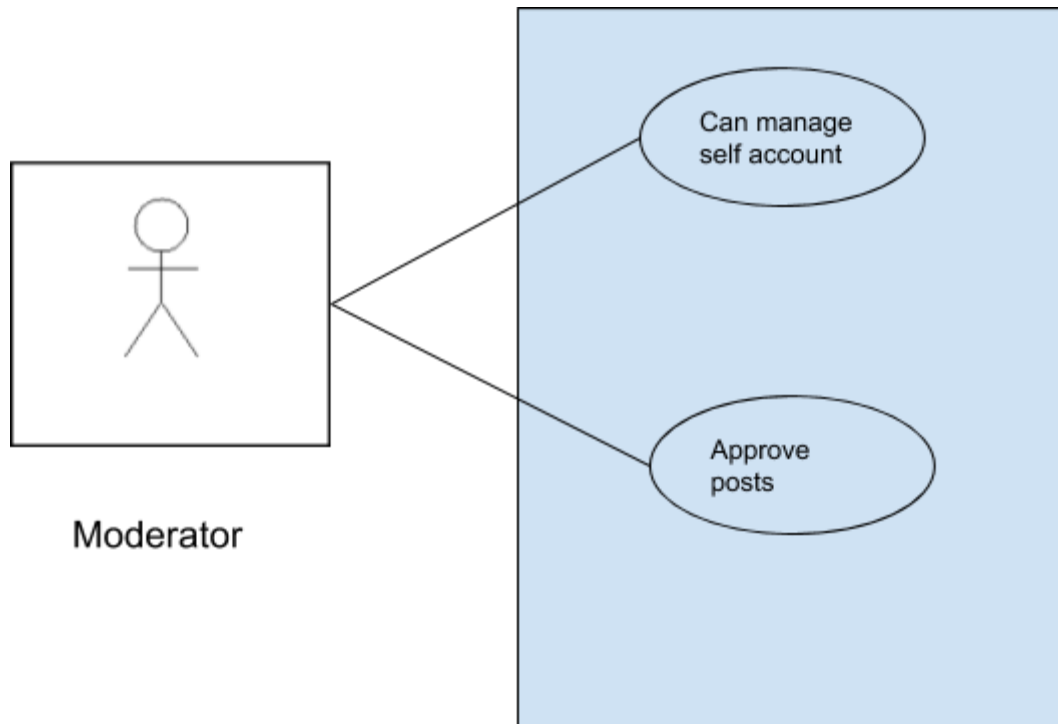 Can manage
self account
Approve
posts
Moderator